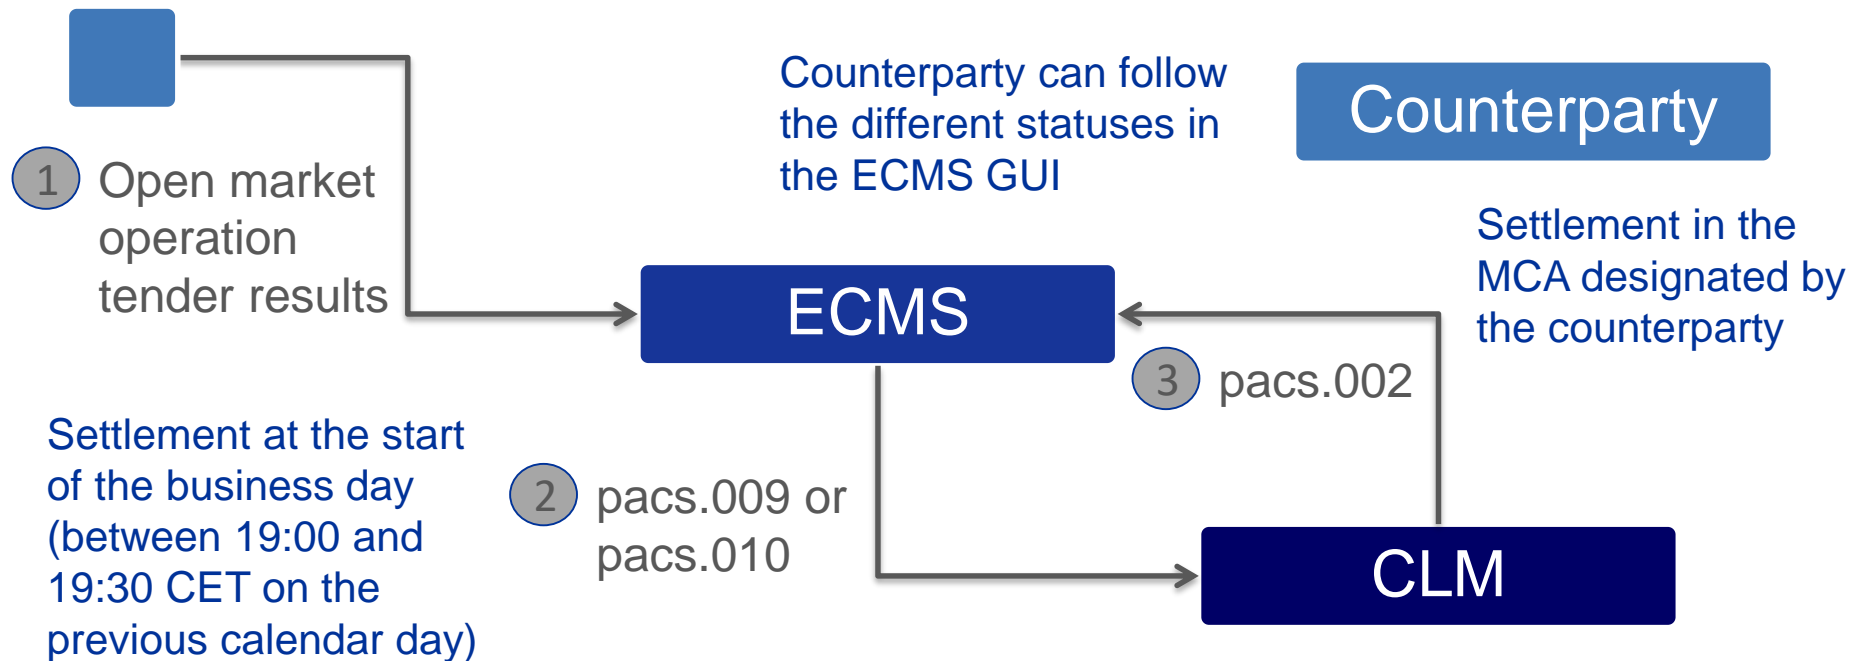 1 Open market
operation
tender results
Counterparty can follow
the different statuses in
the ECMS GUI
Counterparty
Settlement in the
MCA designated by
the counterparty
ECMS
3 pacs.002
Settlement at the start
of the business day
(between 19:00 and
19:30 CET on the
previous calendar day)
2 pacs.009 or
pacs.010
CLM